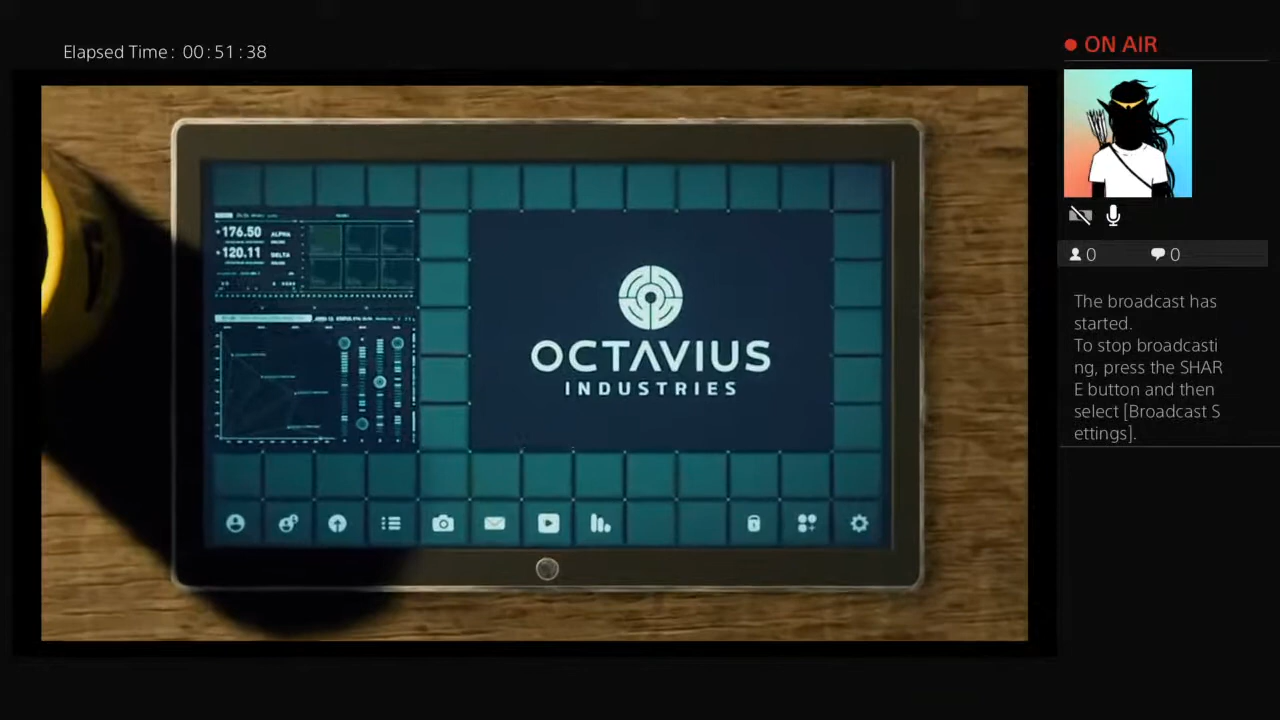 Elapsed Time: 00:51:38
ON AIR
0 0
The broadcast has
started.
To stop broadcasti
ng, press the SHAR
E button and then
select [Broadcast S
ettings].
176.50 ALPHA
120.11 DELTA
OCTAVIUS
INDUSTRIES